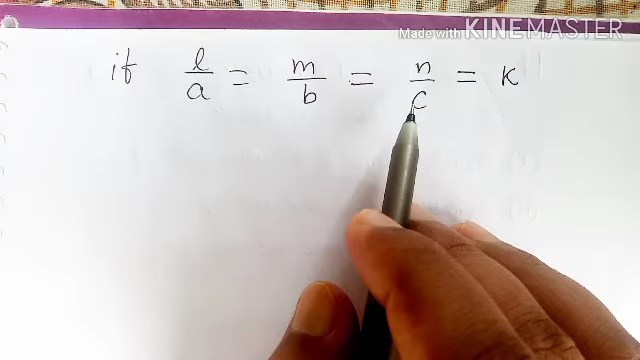 Made with KINEMASTER
if l/a = m/b = n/c = k